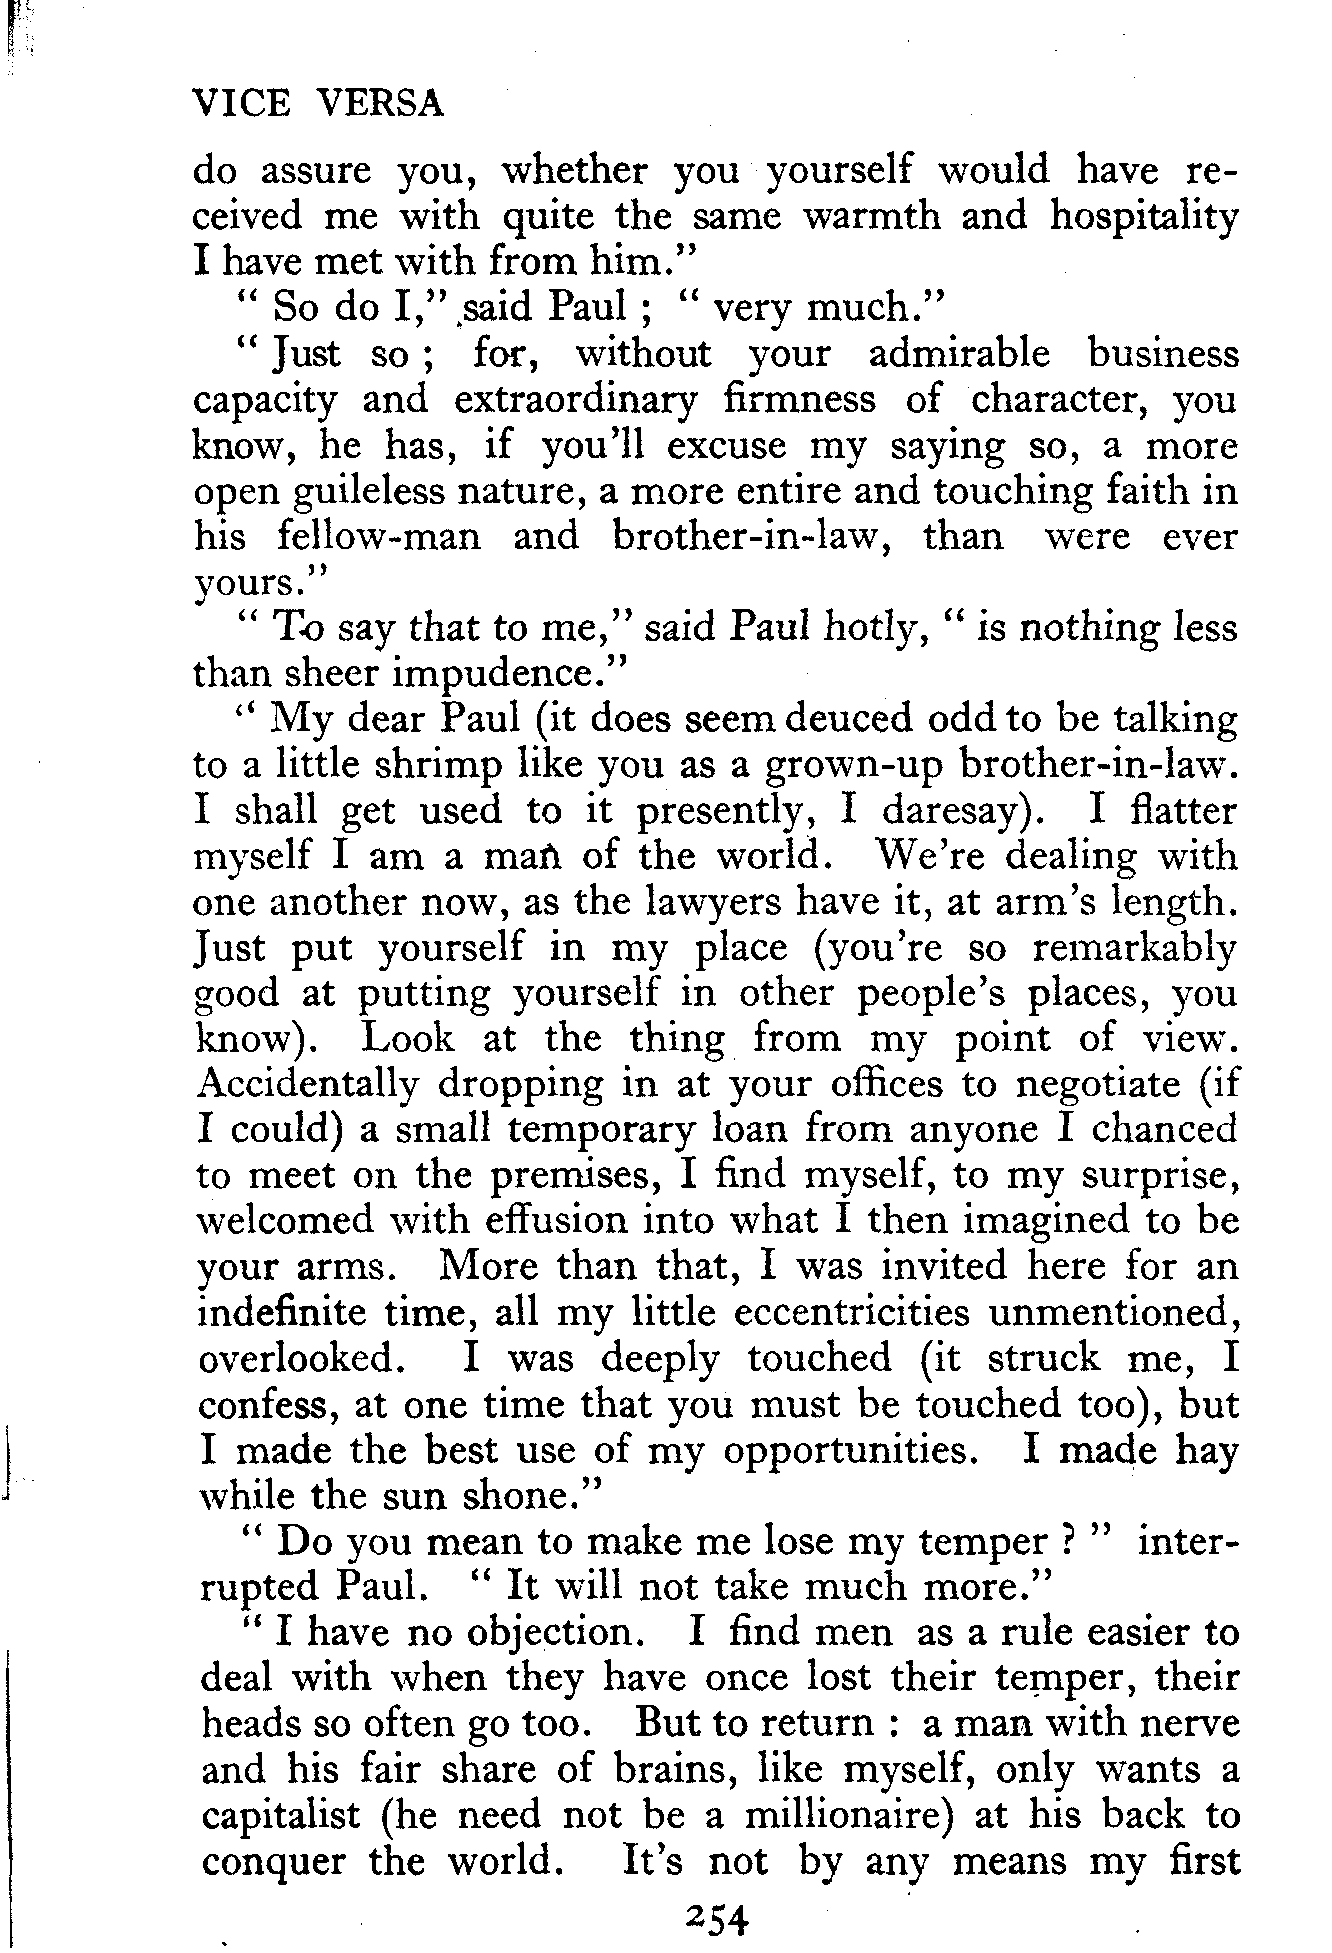 VICE VERSA
do assure you, whether you yourself would have re-
ceived me with quite the same warmth and hospitality
I have met with from him."
" So do I," said Paul ; " very much."
" Just so ; for, without your admirable business
capacity and extraordinary firmness of character, you
know, he has, if you'll excuse my saying so, a more
open guileless nature, a more entire and touching faith in
his fellow-man and brother-in-law, than were ever
yours."
" To say that to me," said Paul hotly, " is nothing less
than sheer impudence."
" My dear Paul (it does seem deuced odd to be talking
to a little shrimp like you as a grown-up brother-in-law.
I shall get used to it presently, I daresay). I flatter
myself I am a man of the world. We're dealing with
one another now, as the lawyers have it, at arm's length.
Just put yourself in my place (you're so remarkably
good at putting yourself in other people's places, you
know). Look at the thing from my point of view.
Accidentally dropping in at your offices to negotiate (if
I could) a small temporary loan from anyone I chanced
to meet on the premises, I find myself, to my surprise,
welcomed with effusion into what I then imagined to be
your arms. More than that, I was invited here for an
indefinite time, all my little eccentricities unmentioned,
overlooked. I was deeply touched (it struck me, I
confess, at one time that you must be touched too), but
I made the best use of my opportunities. I made hay
while the sun shone."
" Do you mean to make me lose my temper ? " inter-
rupted Paul. " It will not take much more."
" I have no objection. I find men as a rule easier to
deal with when they have once lost their temper, their
heads so often go too. But to return : a man with nerve
and his fair share of brains, like myself, only wants a
capitalist (he need not be a millionaire) at his back to
conquer the world. It's not by any means my first
254